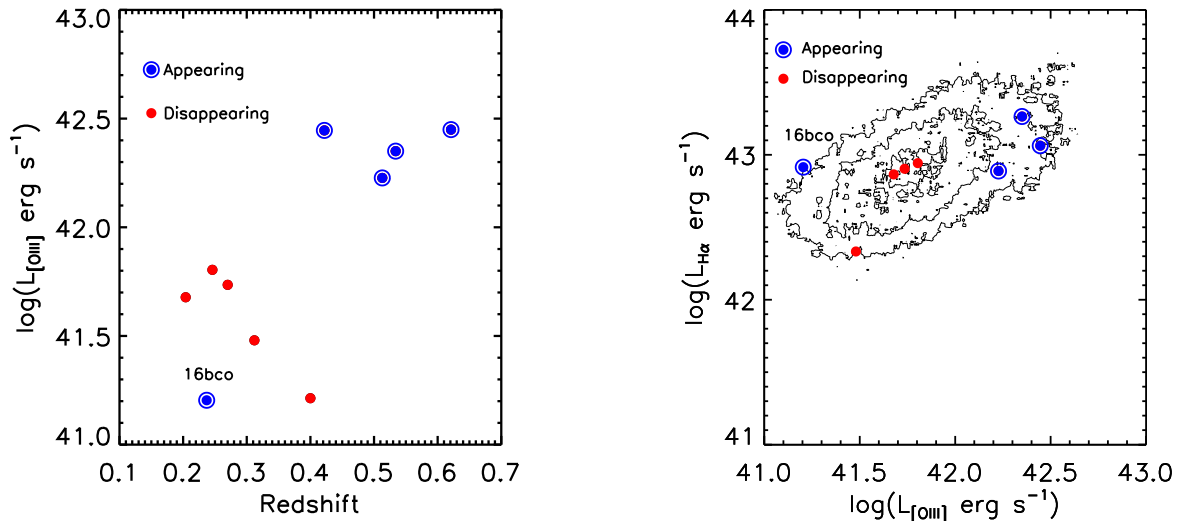 43.0
42.5
42.0
41.5
41.0
log(L[OIII] erg s⁻¹)
Appearing
Disappearing
16bco
0.1 0.2 0.3 0.4 0.5 0.6 0.7
Redshift
44
43
42
41
log(LHα erg s⁻¹)
Appearing
Disappearing
16bco
41.0 41.5 42.0 42.5 43.0
log(L[OIII] erg s⁻¹)